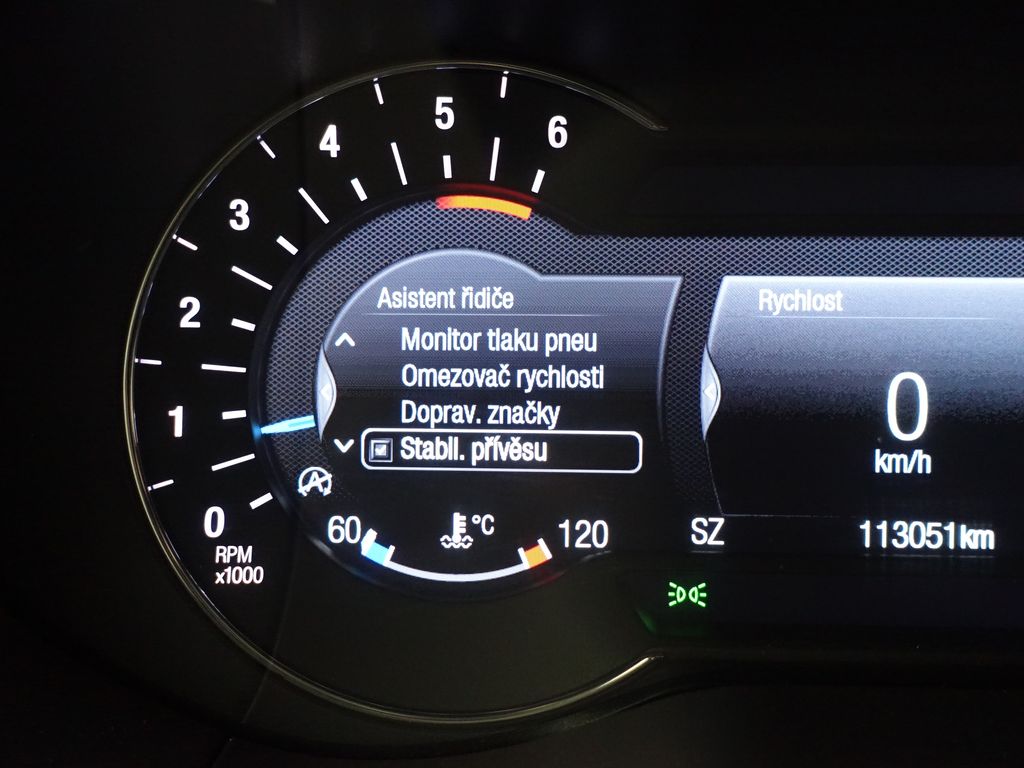 6
5
4
3
2
1
0
RPM
x1000
Asistent řidiče
Monitor tlaku pneu
Omezovač rychlosti
Doprav. značky
Stabil. přívěsu
A
60
°C
120
Rychlost
0
km/h
SZ
113051km